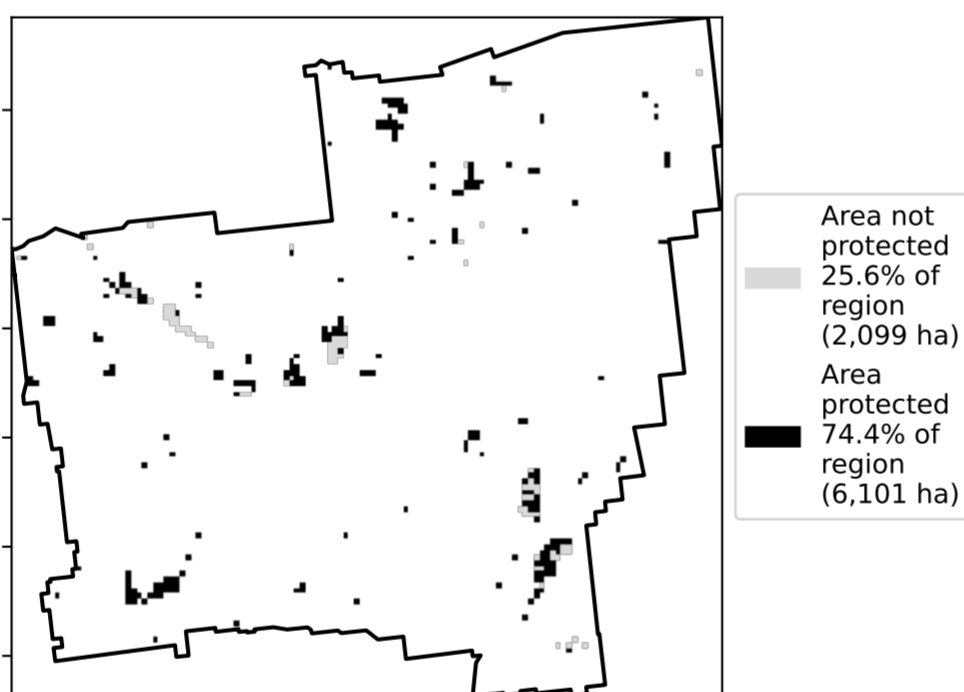 Area not
protected
25.6% of
region
(2,099 ha)
Area
protected
74.4% of
region
(6,101 ha)